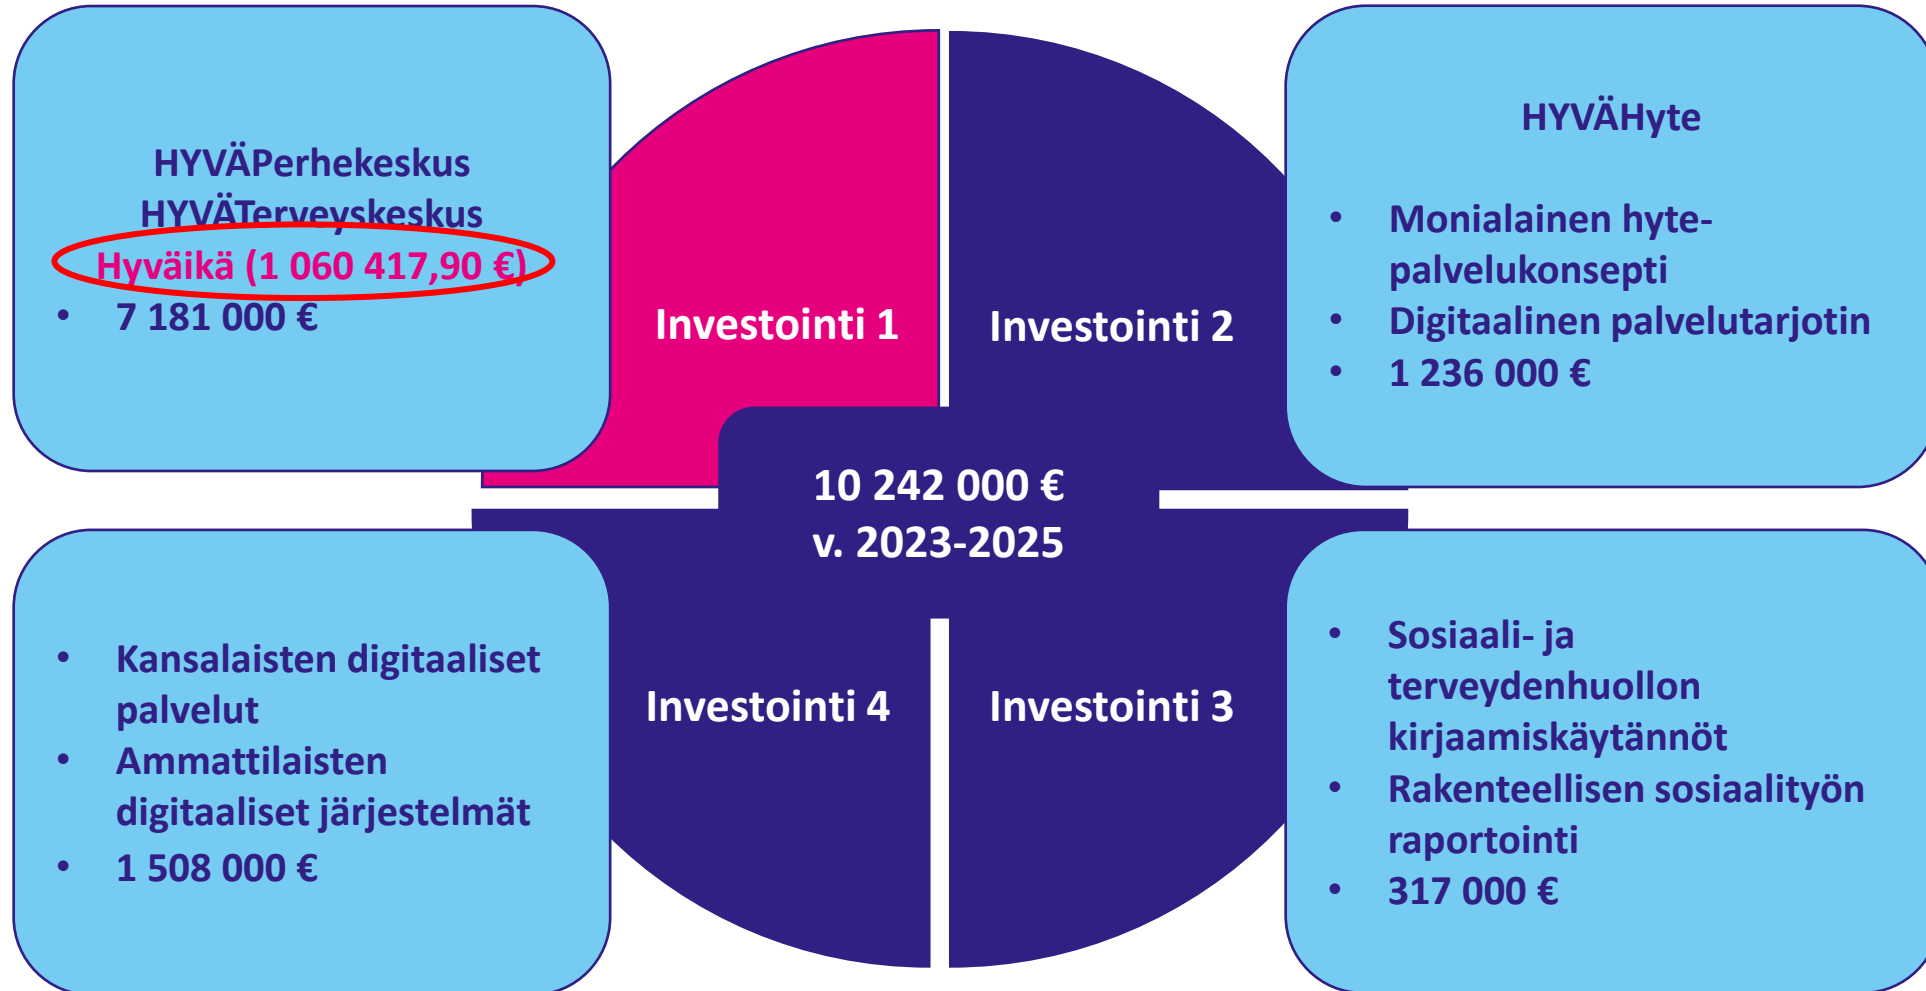 HYVÄPerhekeskus
HYVÄTerveyskeskus
Hyväikä (1 060 417,90 €)
• 7 181 000 €
Investointi 1
Investointi 2
HYVÄHyte
• Monialainen hyte-
palvelukonsepti
• Digitaalinen palvelutarjotin
• 1 236 000 €
10 242 000 €
v. 2023-2025
• Kansalaisten digitaaliset
palvelut
• Ammattilaisten
digitaaliset järjestelmät
• 1 508 000 €
Investointi 4
Investointi 3
• Sosiaali- ja
terveydenhuollon
kirjaamiskäytännöt
• Rakenteellisen sosiaalityön
raportointi
• 317 000 €